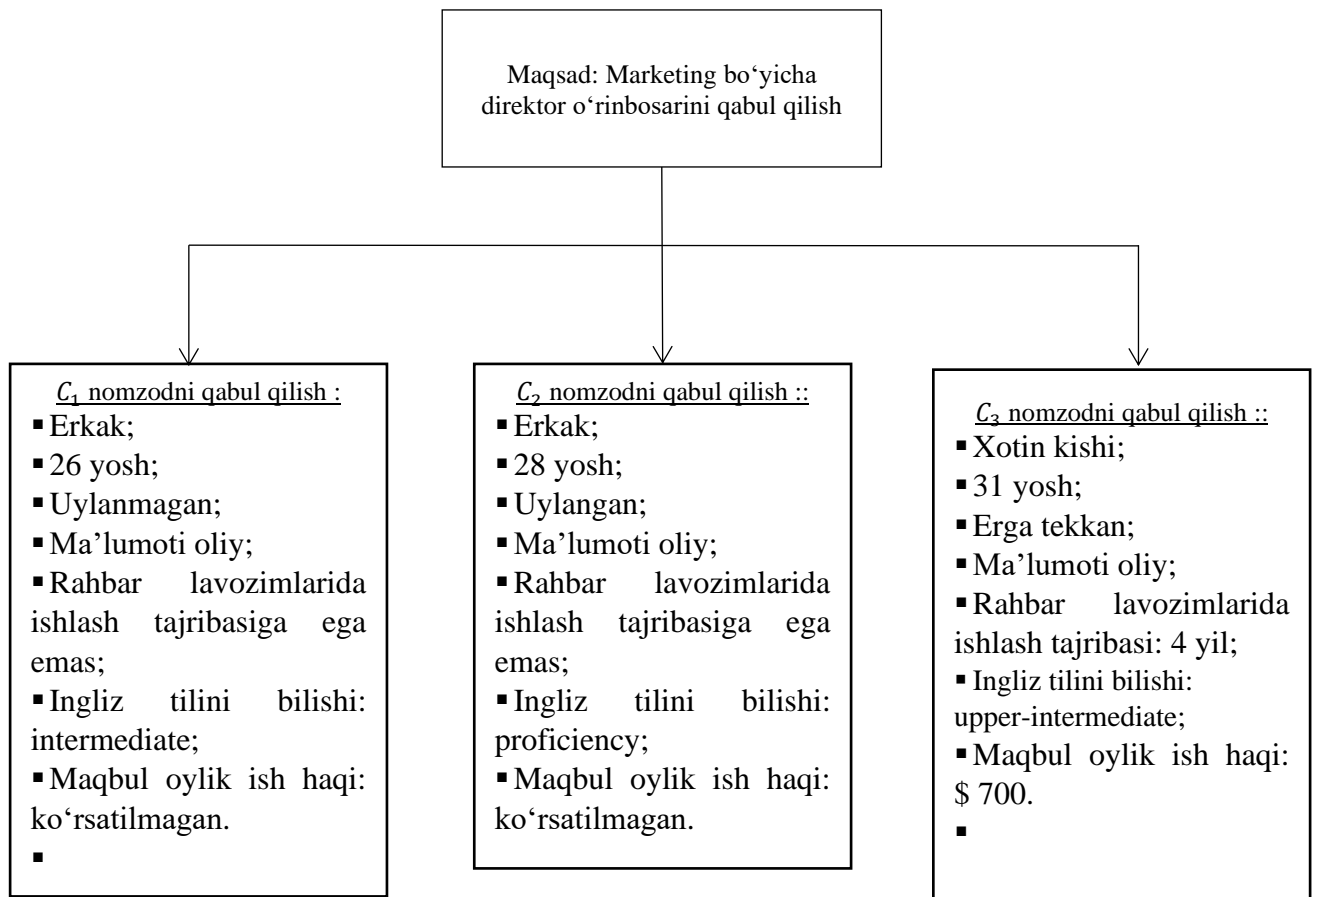 Maqsad: Marketing bo‘yicha
direktor o‘rinbosarini qabul qilish
C₁ nomzodni qabul qilish :
▪ Erkak;
▪ 26 yosh;
▪ Uylanmagan;
▪ Ma’lumoti oliy;
▪ Rahbar lavozimlarida
ishlash tajribasiga ega
emas;
▪ Ingliz tilini bilishi:
intermediate;
▪ Maqbul oylik ish haqi:
ko‘rsatilmagan.
▪
C₂ nomzodni qabul qilish ::
▪ Erkak;
▪ 28 yosh;
▪ Uylangan;
▪ Ma’lumoti oliy;
▪ Rahbar lavozimlarida
ishlash tajribasiga ega
emas;
▪ Ingliz tilini bilishi:
proficiency;
▪ Maqbul oylik ish haqi:
ko‘rsatilmagan.
C₃ nomzodni qabul qilish ::
▪ Xotin kishi;
▪ 31 yosh;
▪ Erga tekkan;
▪ Ma’lumoti oliy;
▪ Rahbar lavozimlarida
ishlash tajribasi: 4 yil;
▪ Ingliz tilini bilishi:
upper-intermediate;
▪ Maqbul oylik ish haqi:
$ 700.
▪